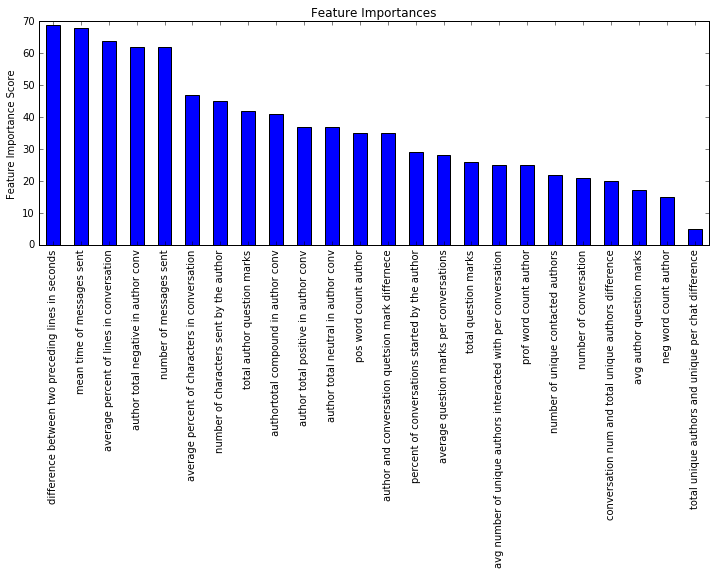 Feature Importances
Feature Importance Score
70
60
50
40
30
20
10
0
difference between two preceding lines in seconds
mean time of messages sent
average percent of lines in conversation
author total negative in author conv
number of messages sent
average percent of characters in conversation
number of characters sent by the author
total author question marks
authortotal compound in author conv
author total positive in author conv
author total neutral in author conv
pos word count author
author and conversation quetsion mark differnece
percent of conversations started by the author
average question marks per conversations
total question marks
avg number of unique authors interacted with per conversation
prof word count author
number of unique contacted authors
number of conversation
conversation num and total unique authors difference
avg author question marks
neg word count author
total unique authors and unique per chat difference